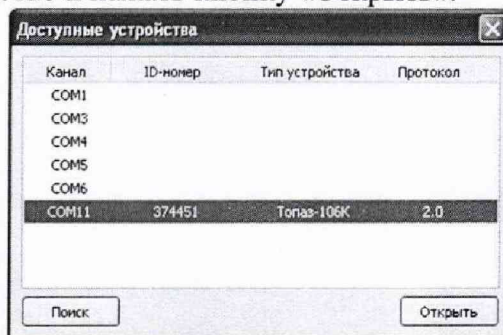 Доступные устройства
Канал ID-номер Тип устройства Протокол
COM1
COM3
COM4
COM5
COM6
COM11 374451 Топаз-106К 2.0
Поиск Открыть